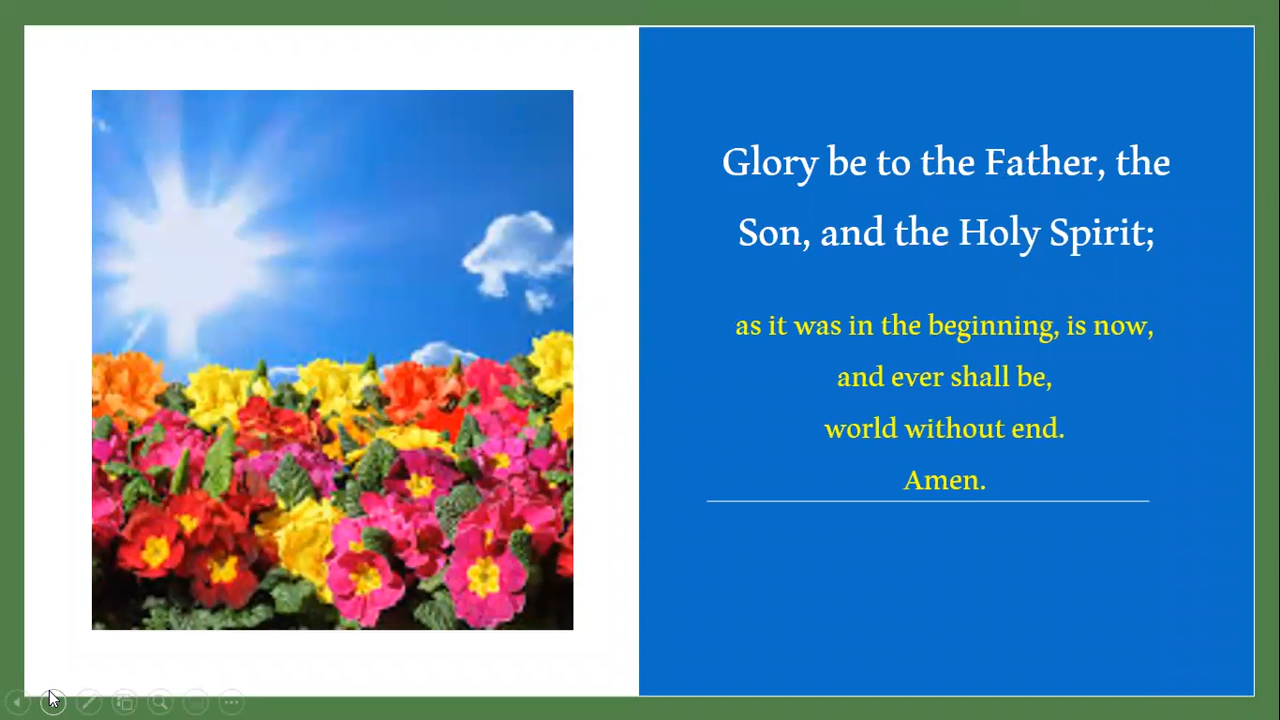 Glory be to the Father, the
Son, and the Holy Spirit;
as it was in the beginning, is now,
and ever shall be,
world without end.
Amen.